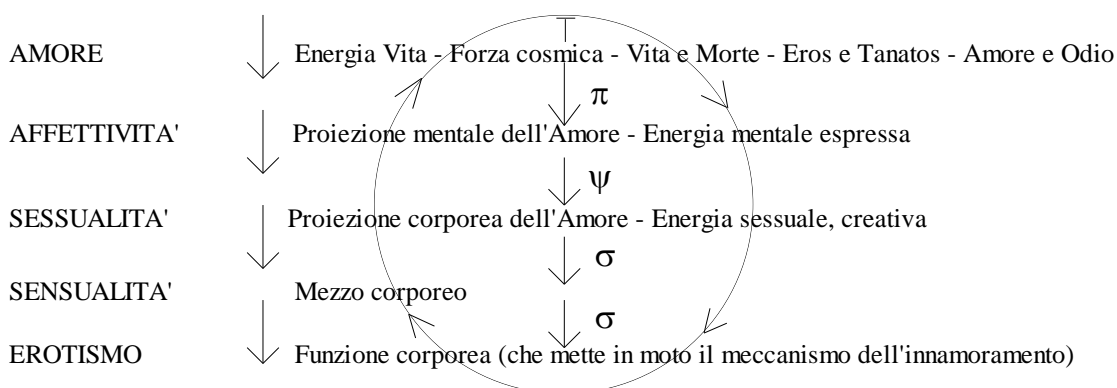 AMORE Energia Vita - Forza cosmica - Vita e Morte - Eros e Tanatos - Amore e Odio
π
AFFETTIVITA' Proiezione mentale dell'Amore - Energia mentale espressa
ψ
SESSUALITA' Proiezione corporea dell'Amore - Energia sessuale, creativa
σ
SENSUALITA' Mezzo corporeo
σ
EROTISMO Funzione corporea (che mette in moto il meccanismo dell'innamoramento)